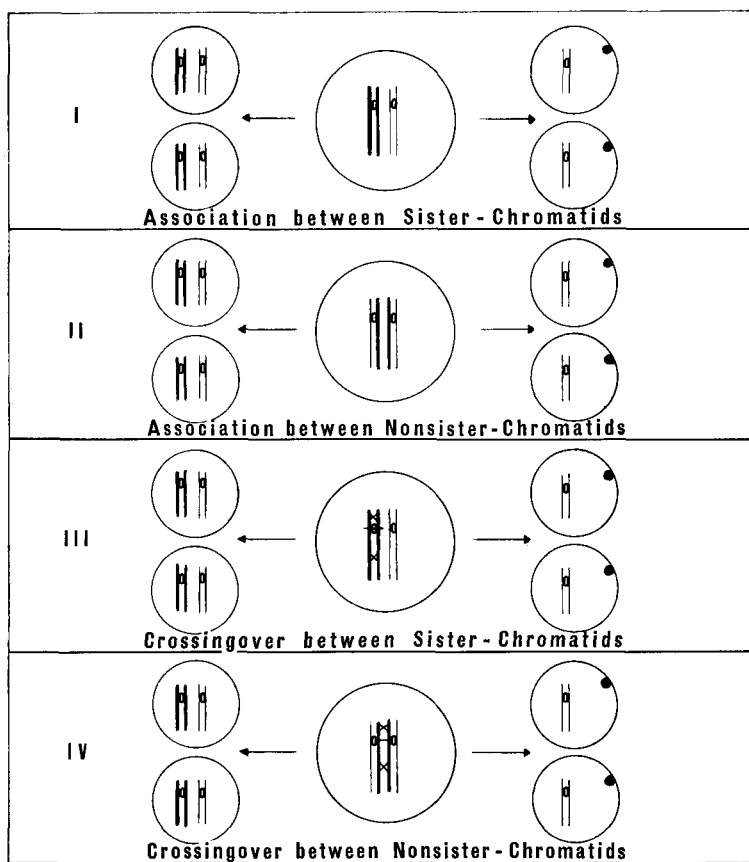 I
Association between Sister-Chromatids
II
Association between Nonsister-Chromatids
III
Crossingover between Sister-Chromatids
IV
Crossingover between Nonsister-Chromatids